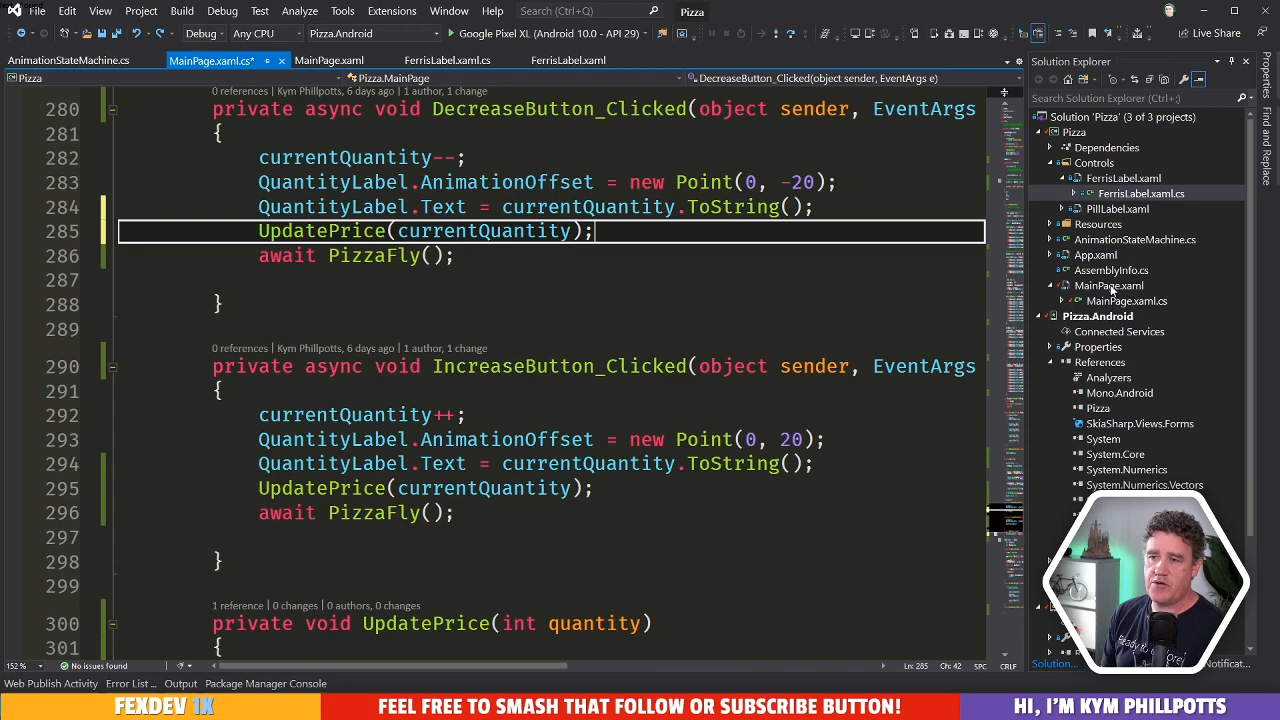 File Edit View Git Project Build Debug Test Analyze Tools Extensions Window Help Search (Ctrl+Q) Pizza
Debug Any CPU Pizza.Android Google Pixel XL (Android 10.0 - API 29) Live Share
AnimationStateMachine.cs MainPage.xaml.cs* MainPage.xaml FerrisLabel.xaml.cs FerrisLabel.xaml
Pizza Pizza.MainPage DecreaseButton_Clicked(object sender, EventArgs e)
0 references | Kym Phillpotts, 6 days ago | 1 author, 1 change
280 private async void DecreaseButton_Clicked(object sender, EventArgs
281 {
282 currentQuantity--;
283 QuantityLabel.AnimationOffset = new Point(0, -20);
284 QuantityLabel.Text = currentQuantity.ToString();
285 UpdatePrice(currentQuantity);
286 await PizzaFly();
287
288 }
289
0 references | Kym Phillpotts, 6 days ago | 1 author, 1 change
290 private async void IncreaseButton_Clicked(object sender, EventArgs
291 {
292 currentQuantity++;
293 QuantityLabel.AnimationOffset = new Point(0, 20);
294 QuantityLabel.Text = currentQuantity.ToString();
295 UpdatePrice(currentQuantity);
296 await PizzaFly();
297
298 }
299
1 reference | 0 changes | 0 authors, 0 changes
300 private void UpdatePrice(int quantity)
301 {
152 % No issues found Ln: 285 Ch: 42 SPC CRLF
Web Publish Activity Error List ... Output Package Manager Console
Solution Explorer
Search Solution Explorer (Ctrl+;)
Solution 'Pizza' (3 of 3 projects)
Pizza
Dependencies
Controls
FerrisLabel.xaml
FerrisLabel.xaml.cs
PillLabel.xaml
Resources
AnimationStateMachine.cs
App.xaml
AssemblyInfo.cs
MainPage.xaml
MainPage.xaml.cs
Pizza.Android
Connected Services
Properties
References
Analyzers
Mono.Android
Pizza
SkiaSharp.Views.Forms
System
System.Core
System.Numerics
System.Numerics.Vectors
Solution... Notificat...
Properties
Find and Replace
Ready to explore!
FEXDEV 1X
FEEL FREE TO SMASH THAT FOLLOW OR SUBSCRIBE BUTTON!
HI, I'M KYM PHILLPOTTS